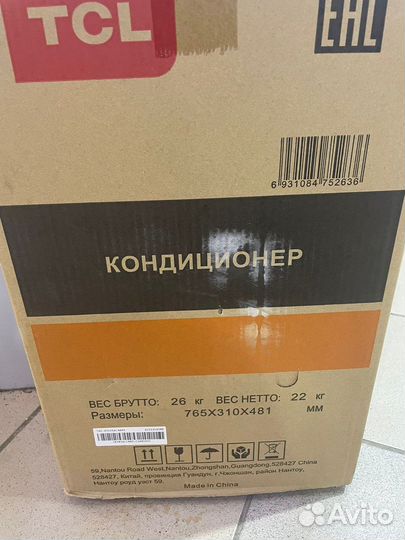 TCL
EAC
6 931084 752636
КОНДИЦИОНЕР
ВЕС БРУТТО: 26 кг ВЕС НЕТТО: 22 кг
Размеры: 765X310X481 мм
59,Nantou Road West,Nantou,Zhongshan,Guangdong,528427 China
528427, Китай, провинция Гуандун, г.Чжоншан, район Нантоу,
Нантоу роуд уэст 59.
Made in China
Avito